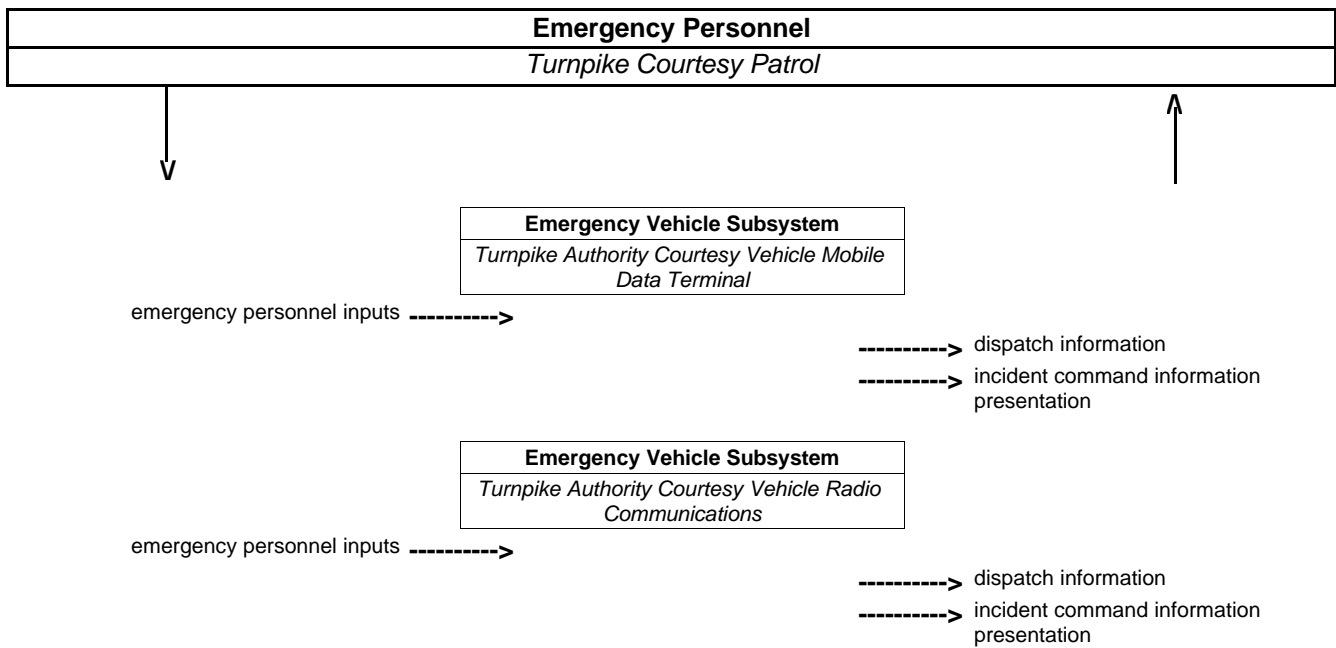 Emergency Personnel
Turnpike Courtesy Patrol
Emergency Vehicle Subsystem
Turnpike Authority Courtesy Vehicle Mobile
Data Terminal
emergency personnel inputs ---------->
----------> dispatch information
----------> incident command information
presentation
Emergency Vehicle Subsystem
Turnpike Authority Courtesy Vehicle Radio
Communications
emergency personnel inputs ---------->
----------> dispatch information
----------> incident command information
presentation